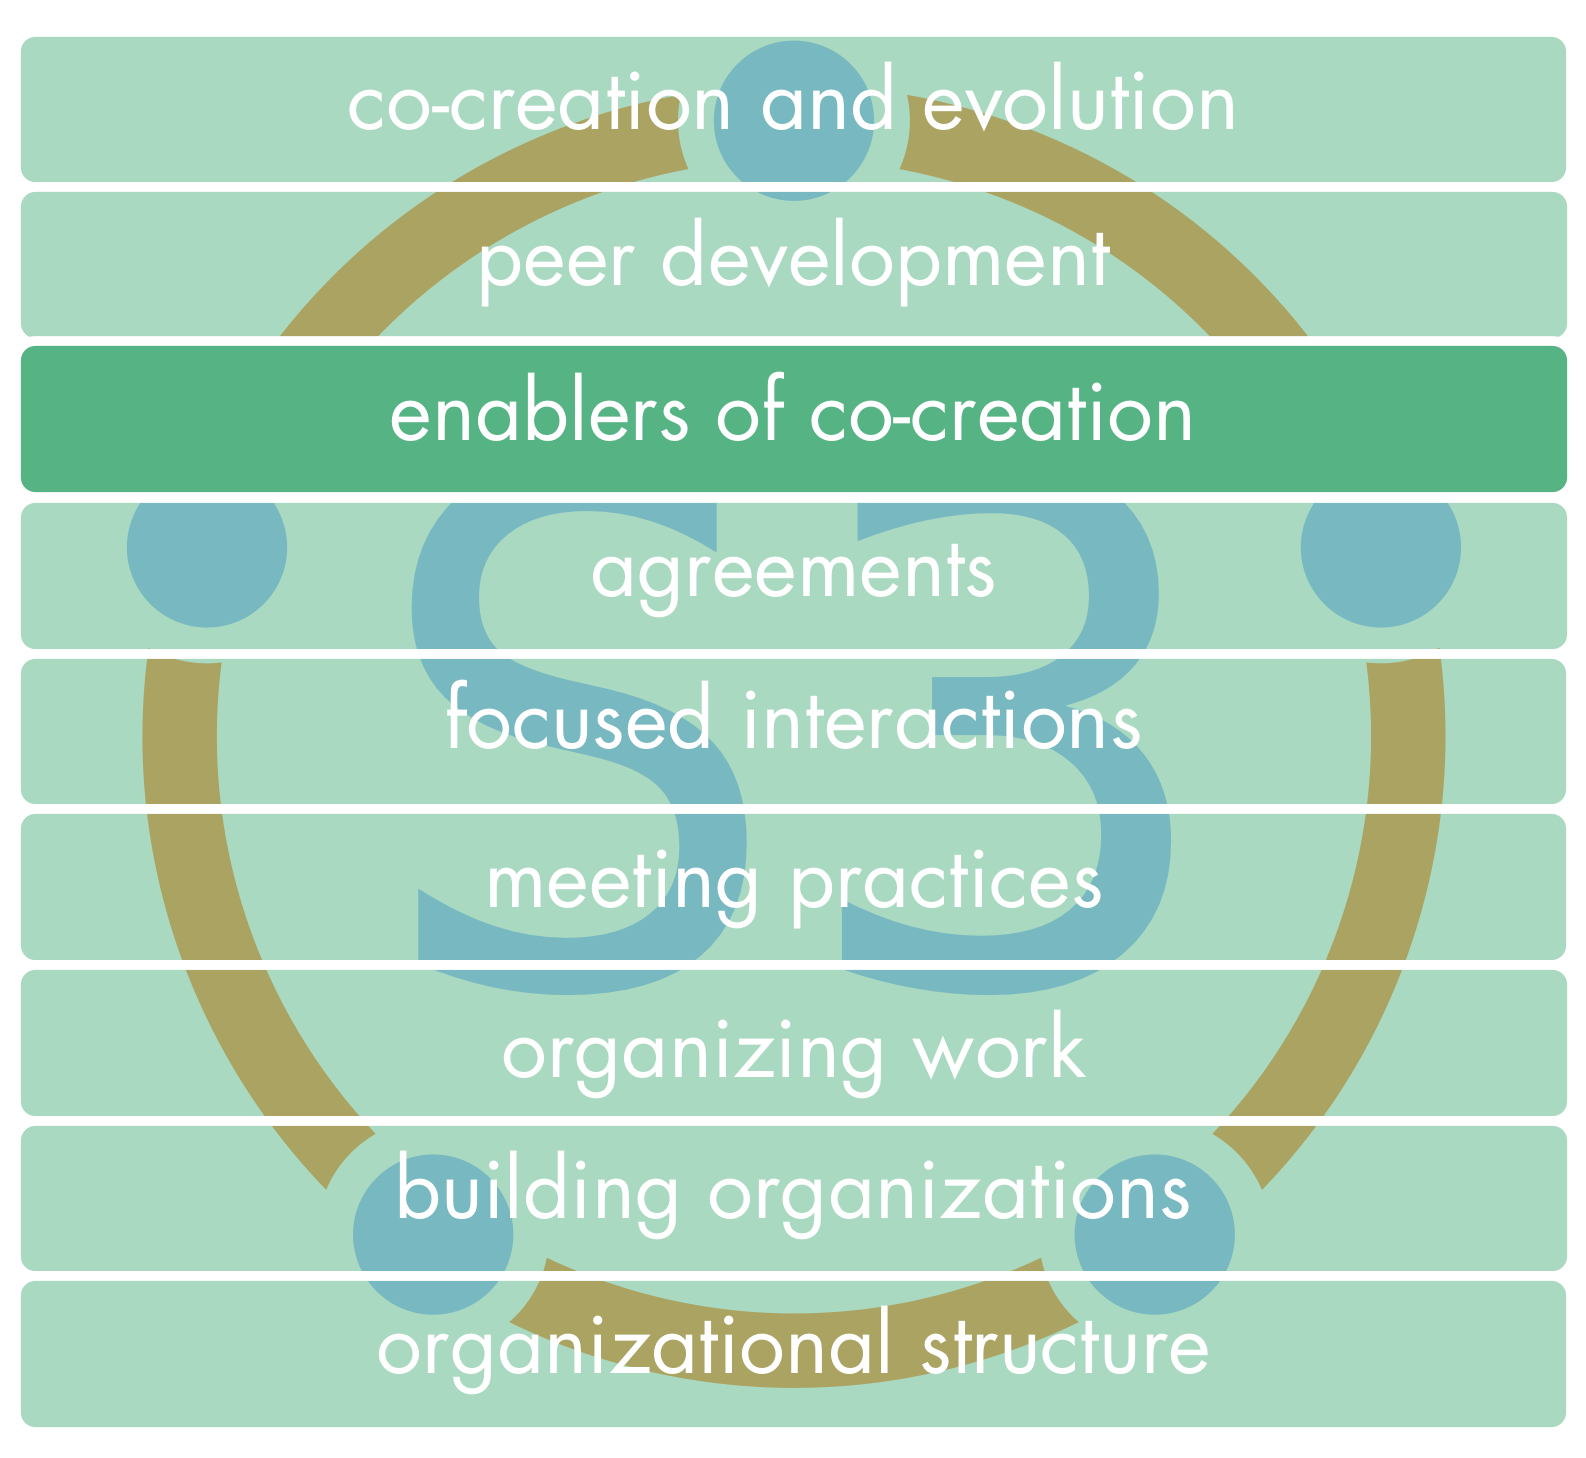 co-creation and evolution
peer development
enablers of co-creation
S3
agreements
focused interactions
meeting practices
organizing work
building organizations
organizational structure